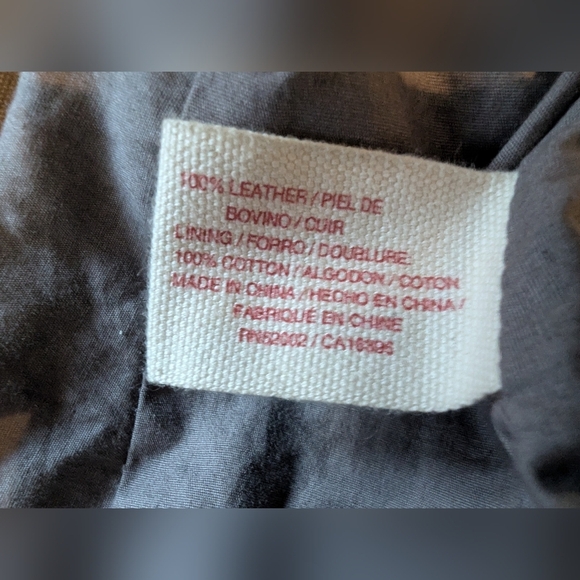 100% LEATHER / PIEL DE
BOVINO / CUIR
LINING / FORRO / DOUBLURE.
100% COTTON / ALGODON / COTON
MADE IN CHINA / HECHO EN CHINA /
FABRIQUE EN CHINE
RN52002 / CA16395